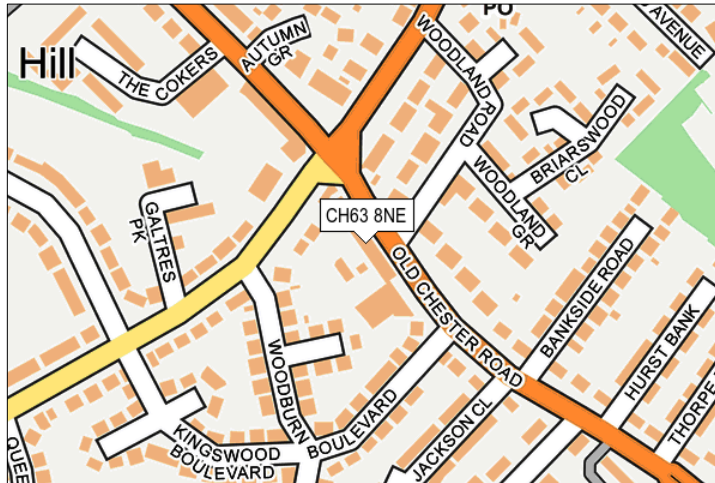 PO
AVENUE
WOODLAND ROAD
AUTUMN
GR
Hill
THE COKERS
BRIARSWOOD
CL
WOODLAND
GR
GALTRES
PK
CH63 8NE
OLD CHESTER ROAD
BANKSIDE ROAD
HURST BANK
THORPE
WOODBURN
BOULEVARD
KINGSWOOD
BOULEVARD
JACKSON CL
QUEE